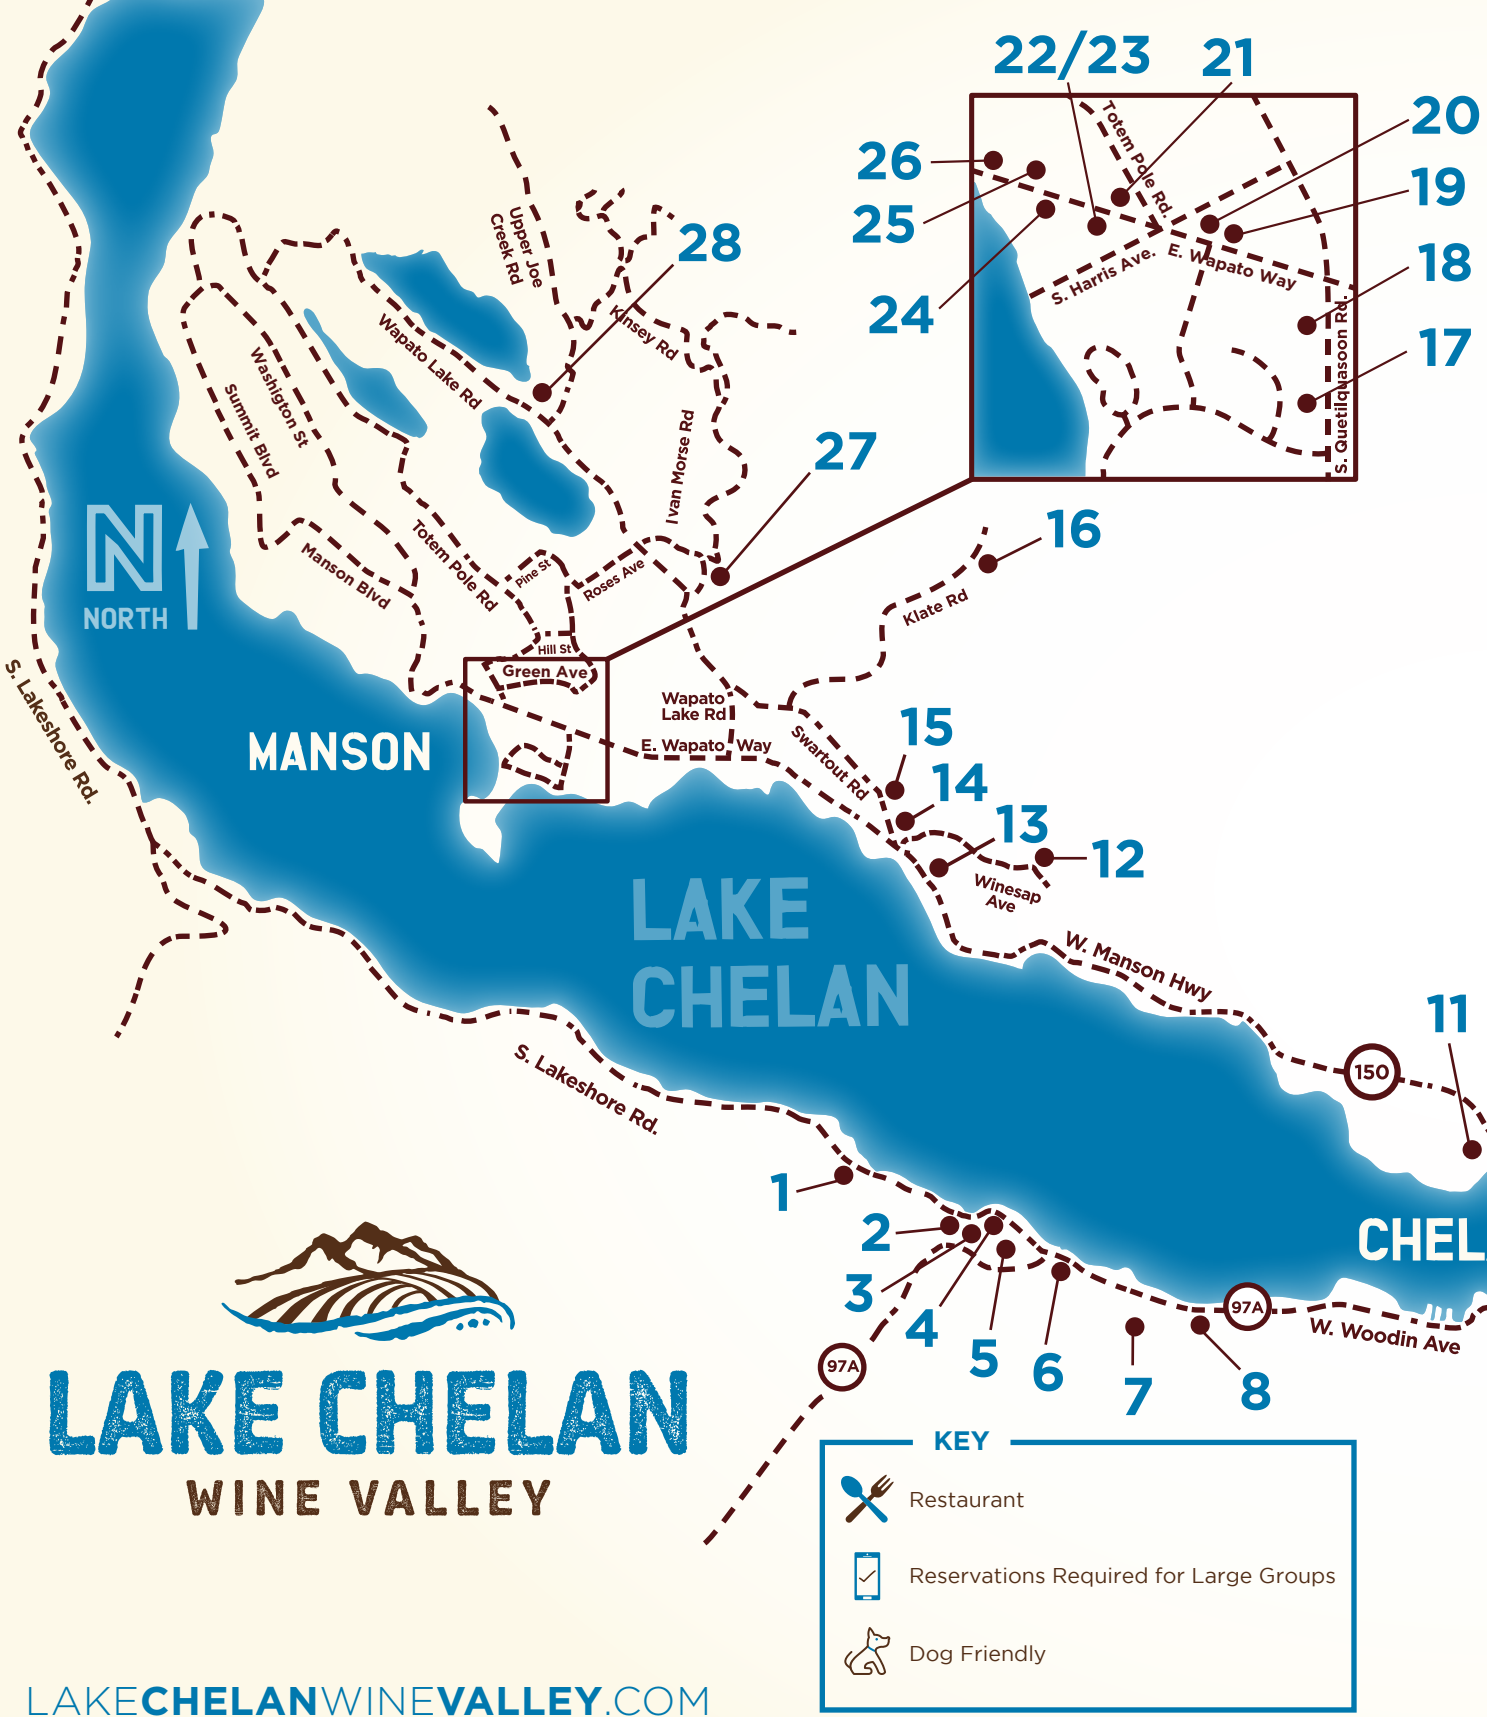 22/23
21
20
26
19
25
18
24
17
Totem Pole Rd.
S. Harris Ave.
E. Wapato Way
S. Quetilquasoon Rd.
28
Upper Joe
Creek Rd
Kinsey Rd
Wapato Lake Rd
Washigton St
Summit Blvd
Ivan Morse Rd
27
16
N
NORTH
Manson Blvd
Totem Pole Rd
Pine St
Roses Ave
Klate Rd
Hill St
Green Ave
S. Lakeshore Rd.
MANSON
Wapato
Lake Rd
E. Wapato Way
Swartout Rd
15
14
13
12
Winesap
Ave
LAKE
CHELAN
W. Manson Hwy
11
150
S. Lakeshore Rd.
1
2
3
4
5
6
7
8
CHEL
97A
W. Woodin Ave
97A
LAKE CHELAN
WINE VALLEY
KEY
Restaurant
Reservations Required for Large Groups
Dog Friendly
LAKECHELANWINEVALLEY.COM